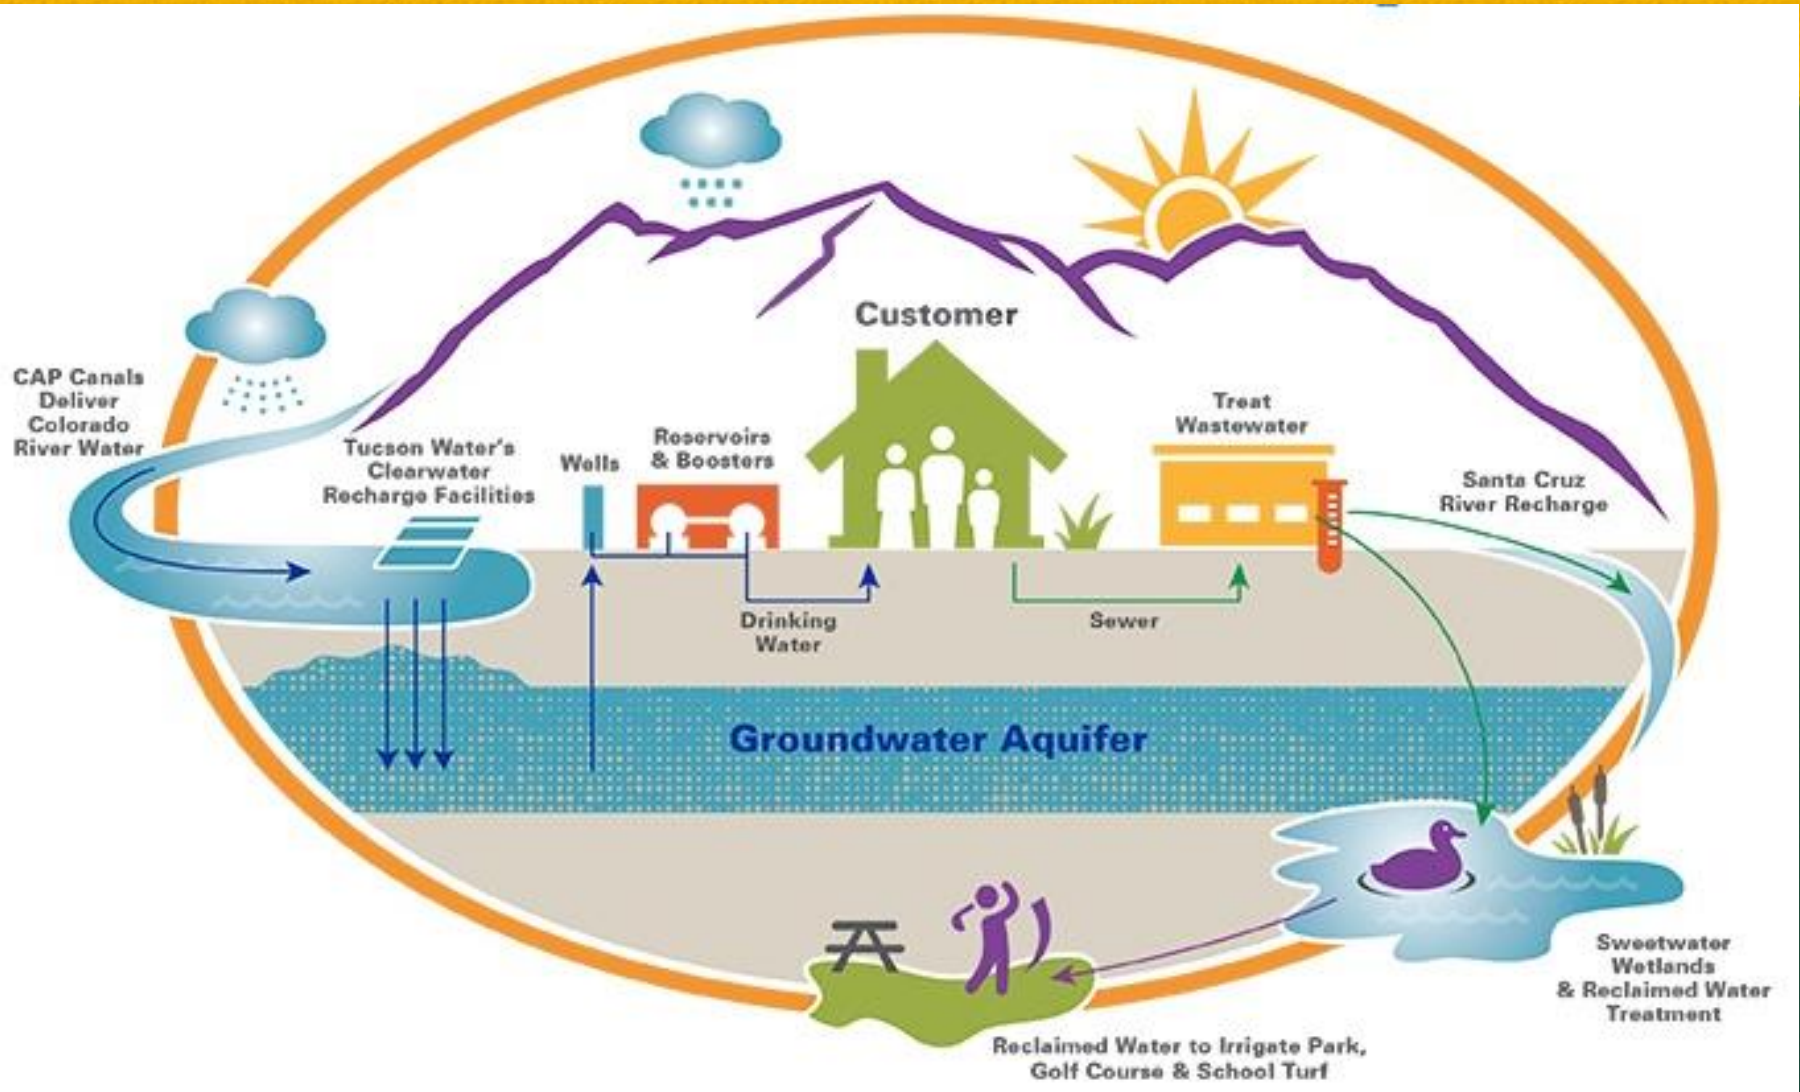 Customer
CAP Canals
Deliver
Colorado
River Water
Tucson Water's
Clearwater
Recharge Facilities
Wells
Reservoirs
& Boosters
Treat
Wastewater
Santa Cruz
River Recharge
Drinking
Water
Sewer
Groundwater Aquifer
Sweetwater
Wetlands
& Reclaimed Water
Treatment
Reclaimed Water to Irrigate Park,
Golf Course & School Turf